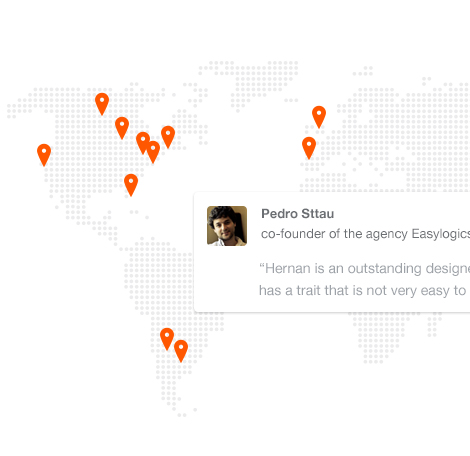 Pedro Sttau
co-founder of the agency Easylogics
“Hernan is an outstanding designe
has a trait that is not very easy to